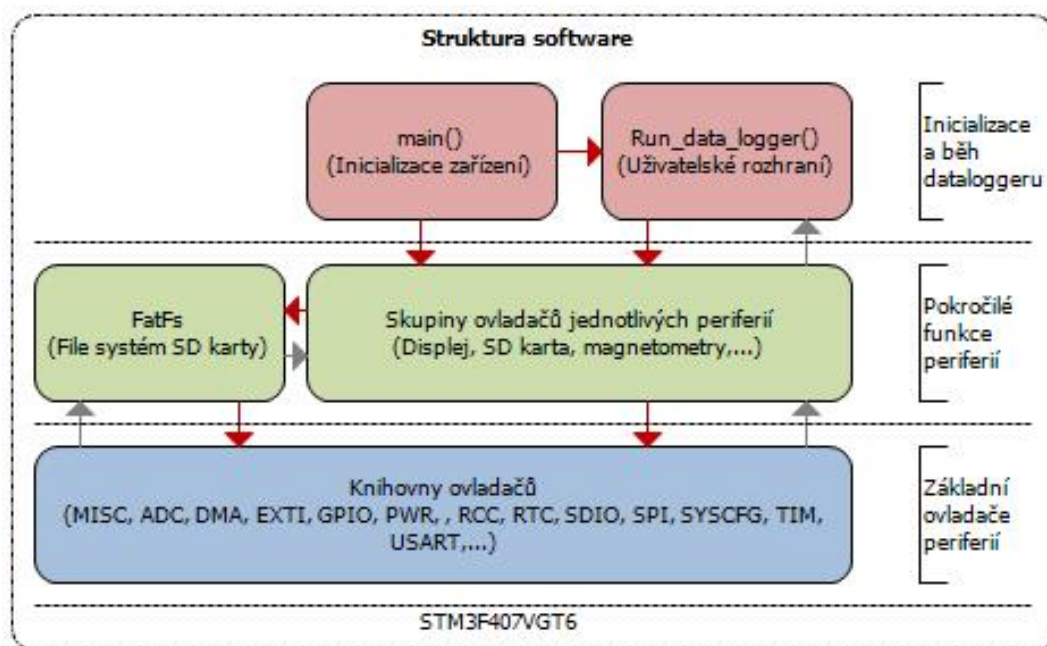 Struktura software
main()
(Inicializace zařízení)
Run_data_logger()
(Uživatelské rozhraní)
Inicializace
a běh
dataloggeru
FatFs
(File systém SD karty)
Skupiny ovladačů jednotlivých periferií
(Displej, SD karta, magnetometry,...)
Pokročilé
funkce
periferií
Knihovny ovladačů
(MISC, ADC, DMA, EXTI, GPIO, PWR, , RCC, RTC, SDIO, SPI, SYSCFG, TIM,
USART,...)
Základní
ovladače
periferií
STM3F407VGT6